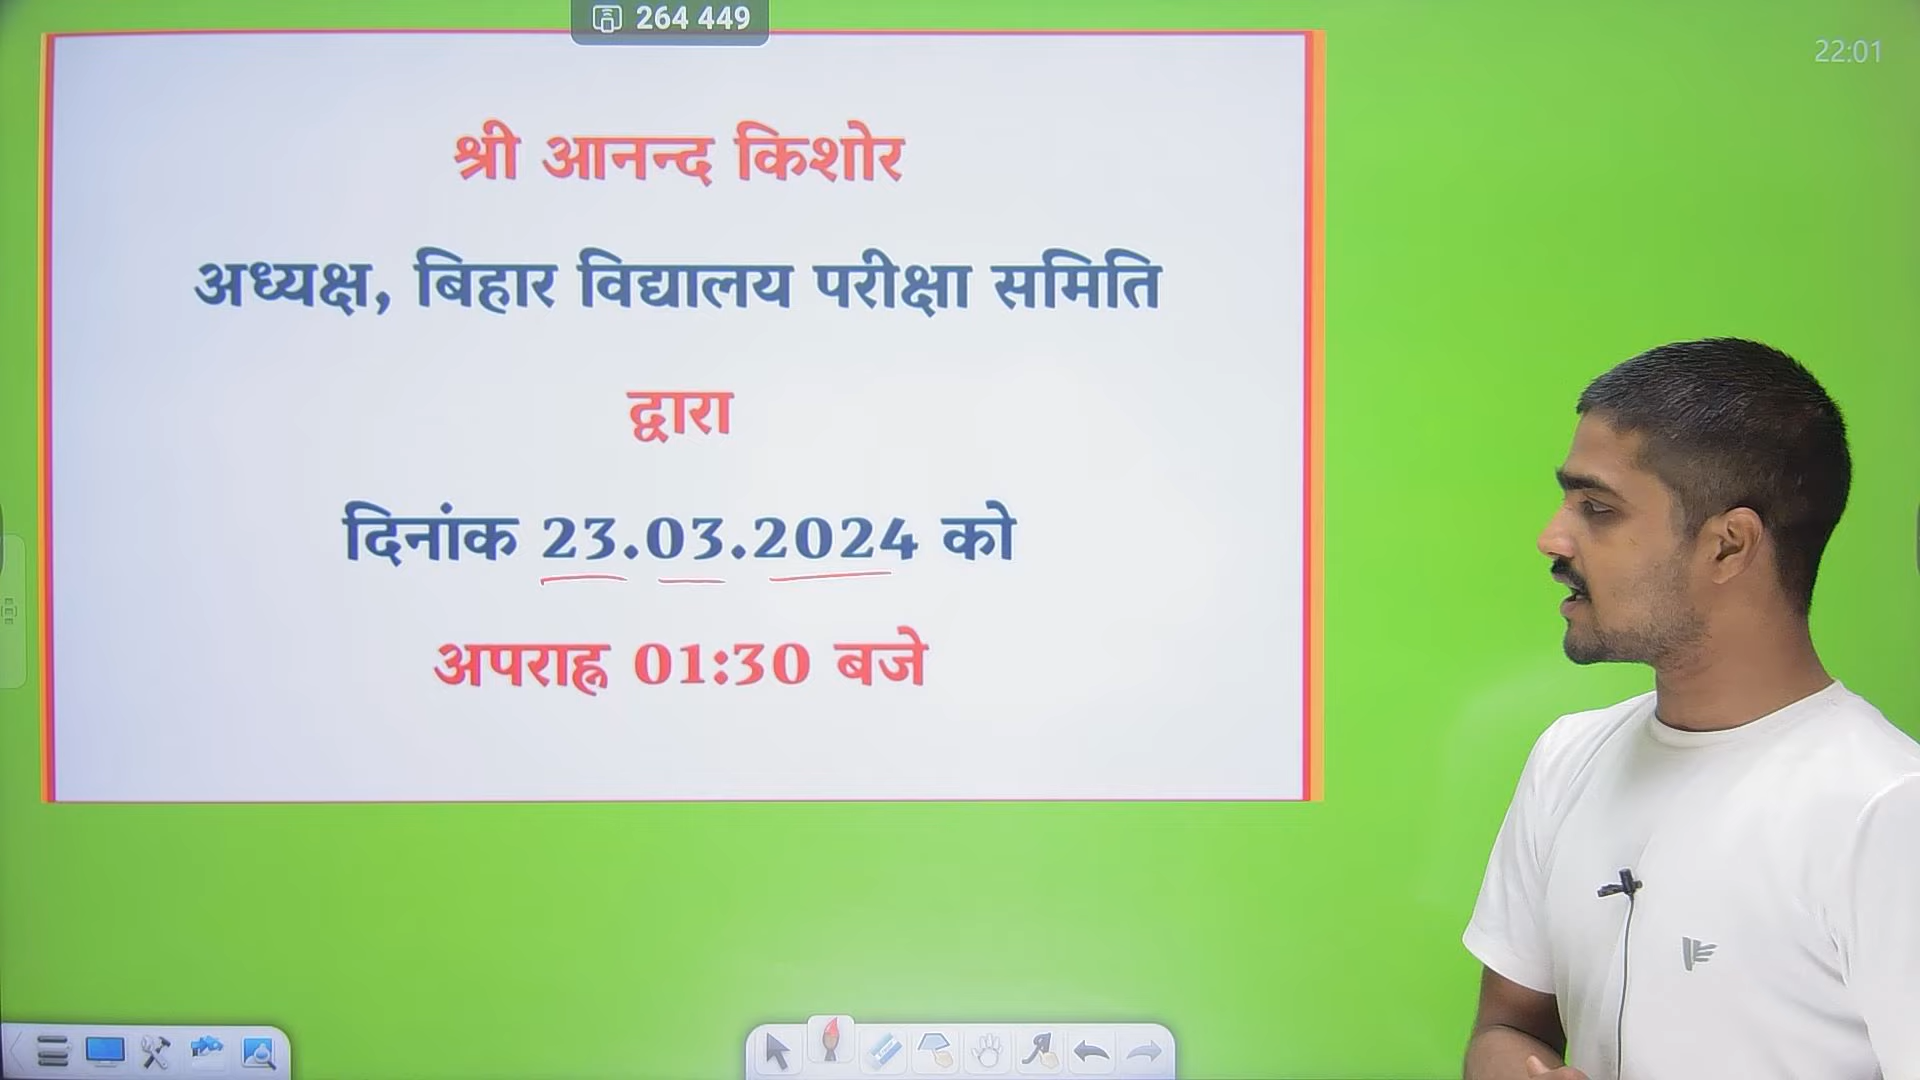 264 449
22:01
श्री आनन्द किशोर
अध्यक्ष, बिहार विद्यालय परीक्षा समिति
द्वारा
दिनांक 23.03.2024 को
अपराह्न 01:30 बजे